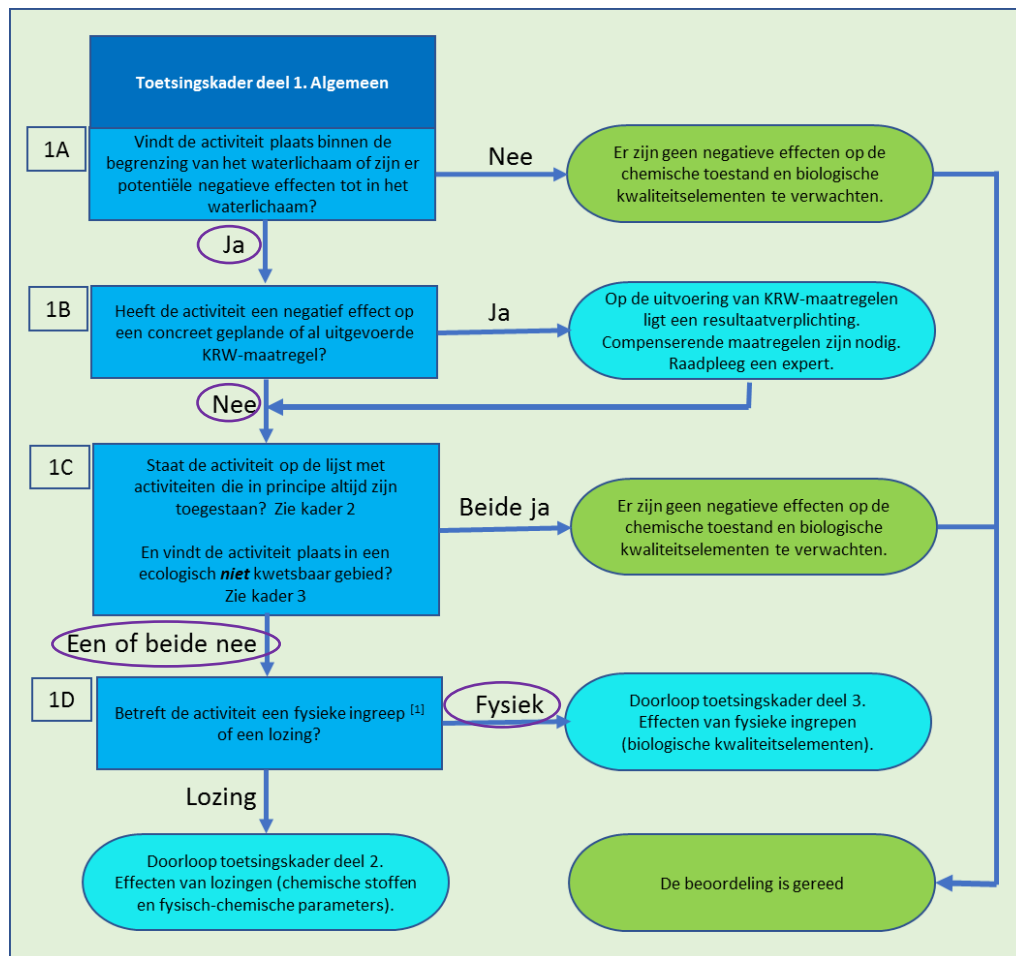 Toetsingskader deel 1. Algemeen
1A
Vindt de activiteit plaats binnen de
begrenzing van het waterlichaam of zijn er
potentiële negatieve effecten tot in het
waterlichaam?
Nee
Er zijn geen negatieve effecten op de
chemische toestand en biologische
kwaliteitselementen te verwachten.
Ja
1B
Heeft de activiteit een negatief effect op
een concreet geplande of al uitgevoerde
KRW-maatregel?
Ja
Op de uitvoering van KRW-maatregelen
ligt een resultaatverplichting.
Compenserende maatregelen zijn nodig.
Raadpleeg een expert.
Nee
1C
Staat de activiteit op de lijst met
activiteiten die in principe altijd zijn
toegestaan? Zie kader 2
En vindt de activiteit plaats in een
ecologisch niet kwetsbaar gebied?
Zie kader 3
Beide ja
Er zijn geen negatieve effecten op de
chemische toestand en biologische
kwaliteitselementen te verwachten.
Een of beide nee
1D
Betreft de activiteit een fysieke ingreep [1]
of een lozing?
Fysiek
Doorloop toetsingskader deel 3.
Effecten van fysieke ingrepen
(biologische kwaliteitselementen).
Lozing
Doorloop toetsingskader deel 2.
Effecten van lozingen (chemische stoffen
en fysisch-chemische parameters).
De beoordeling is gereed